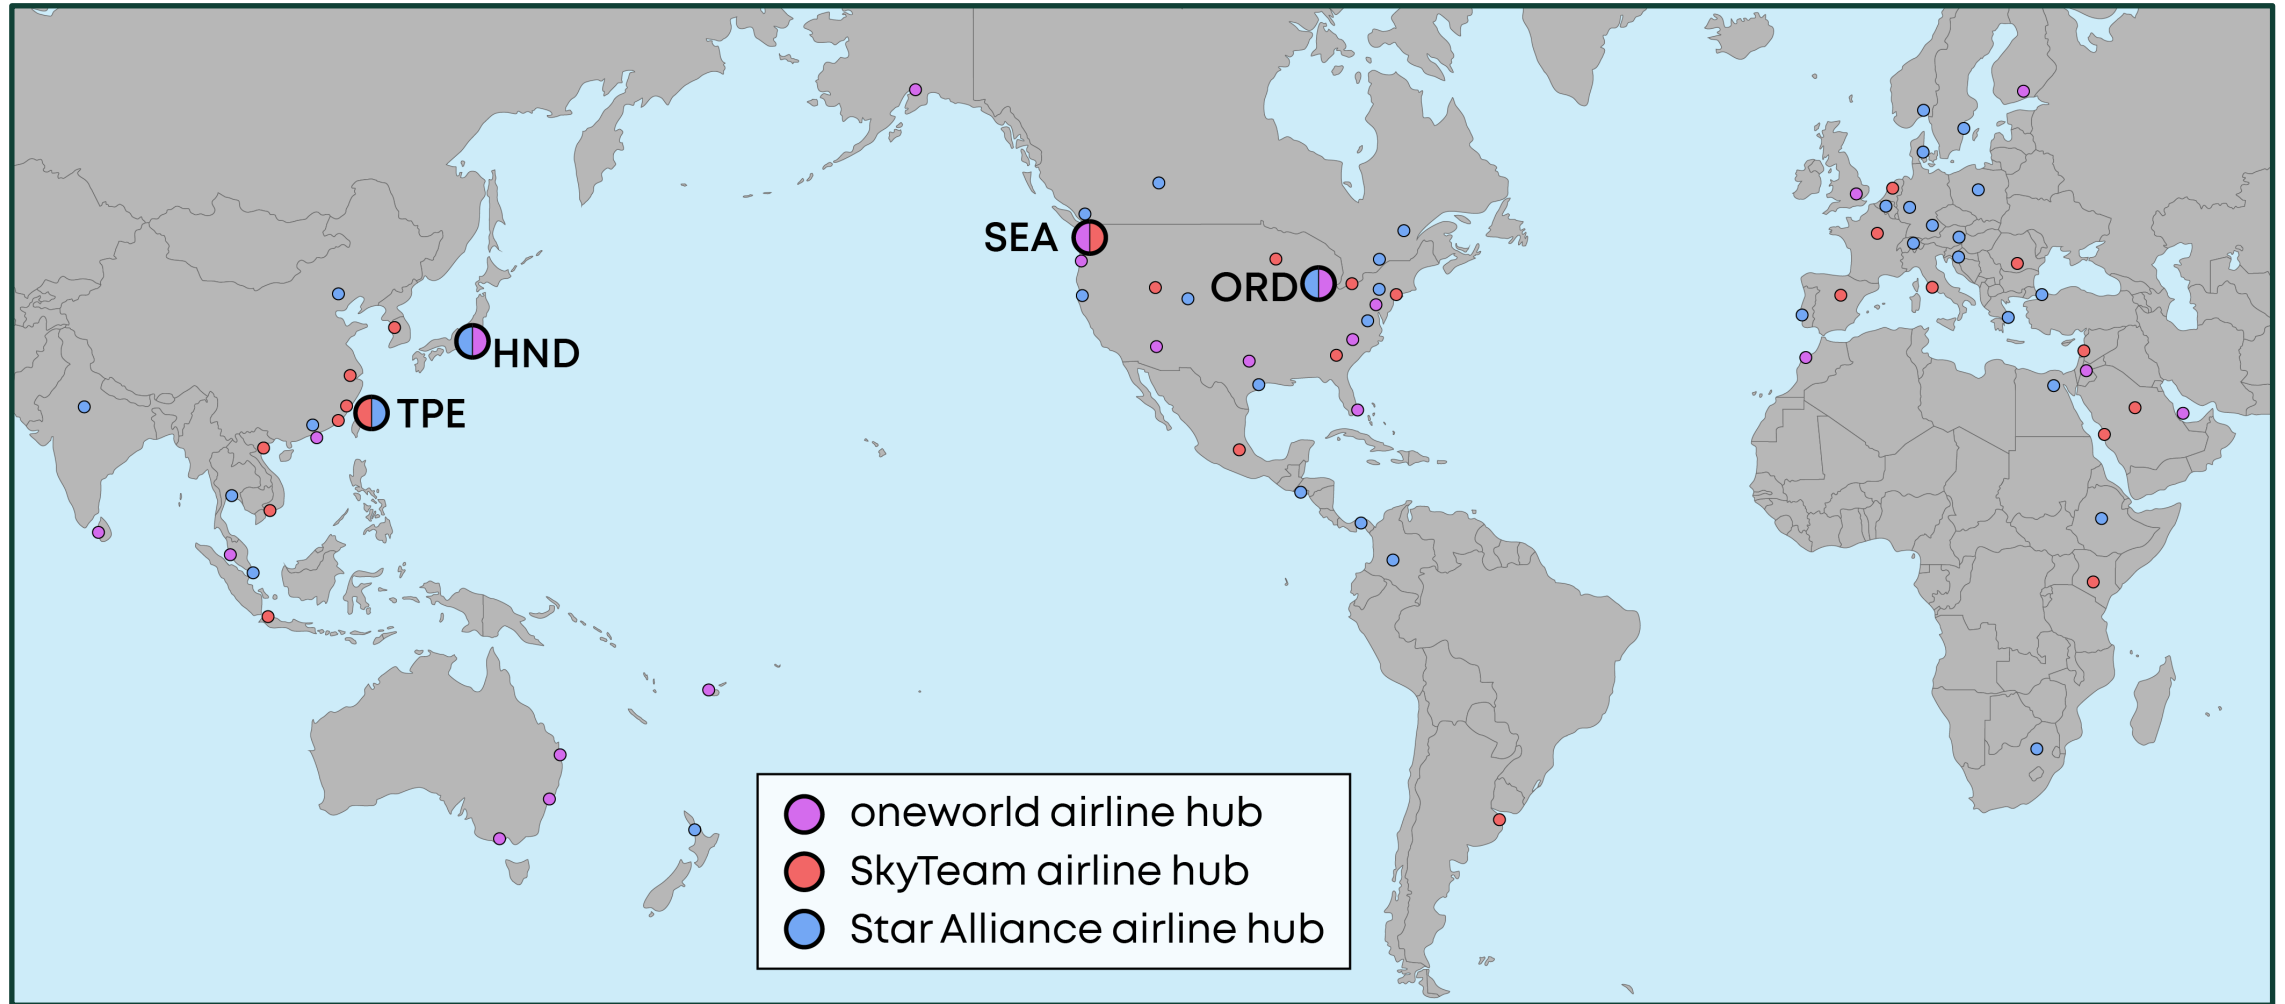 SEA
ORD
HND
TPE
oneworld airline hub
SkyTeam airline hub
Star Alliance airline hub